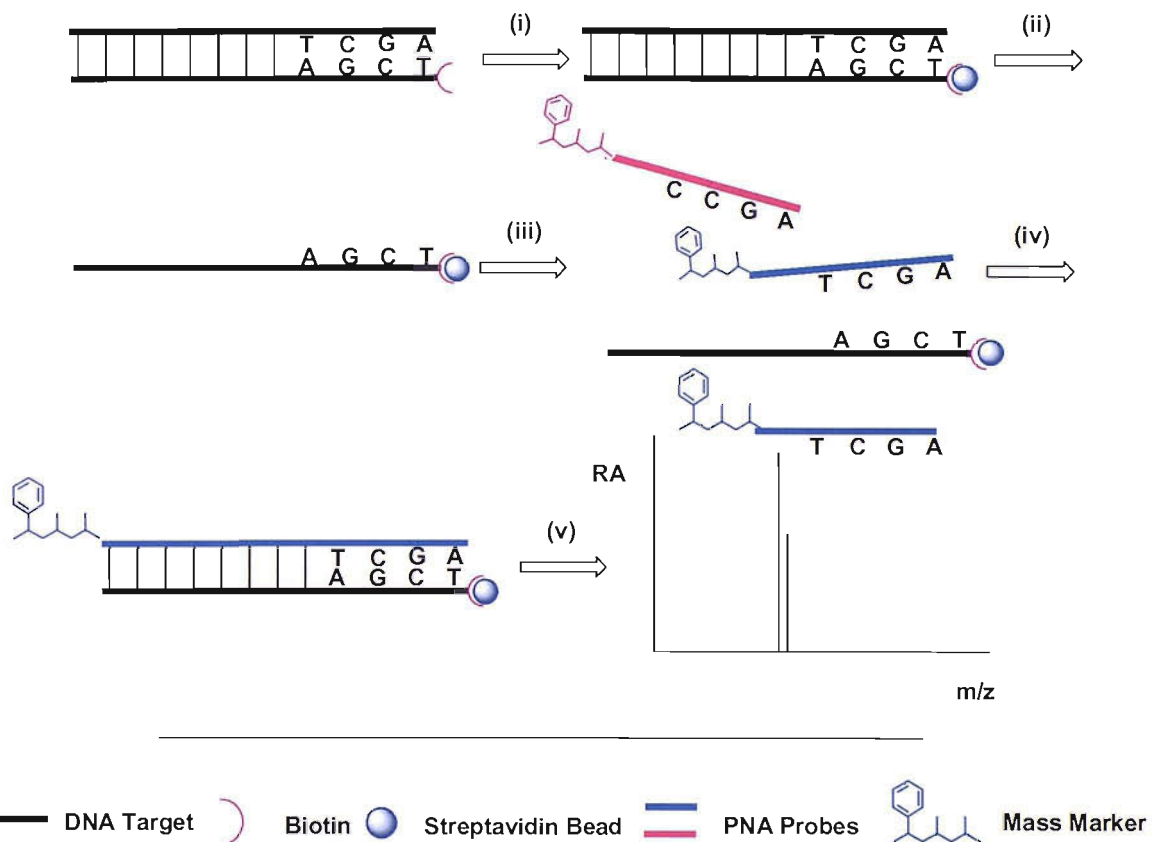 T C G A
A G C T
(i)
T C G A
A G C T
(ii)
C C G A
A G C T
(iii)
T C G A
(iv)
A G C T
T C G A
RA
T C G A
A G C T
(v)
m/z
DNA Target
Biotin
Streptavidin Bead
PNA Probes
Mass Marker